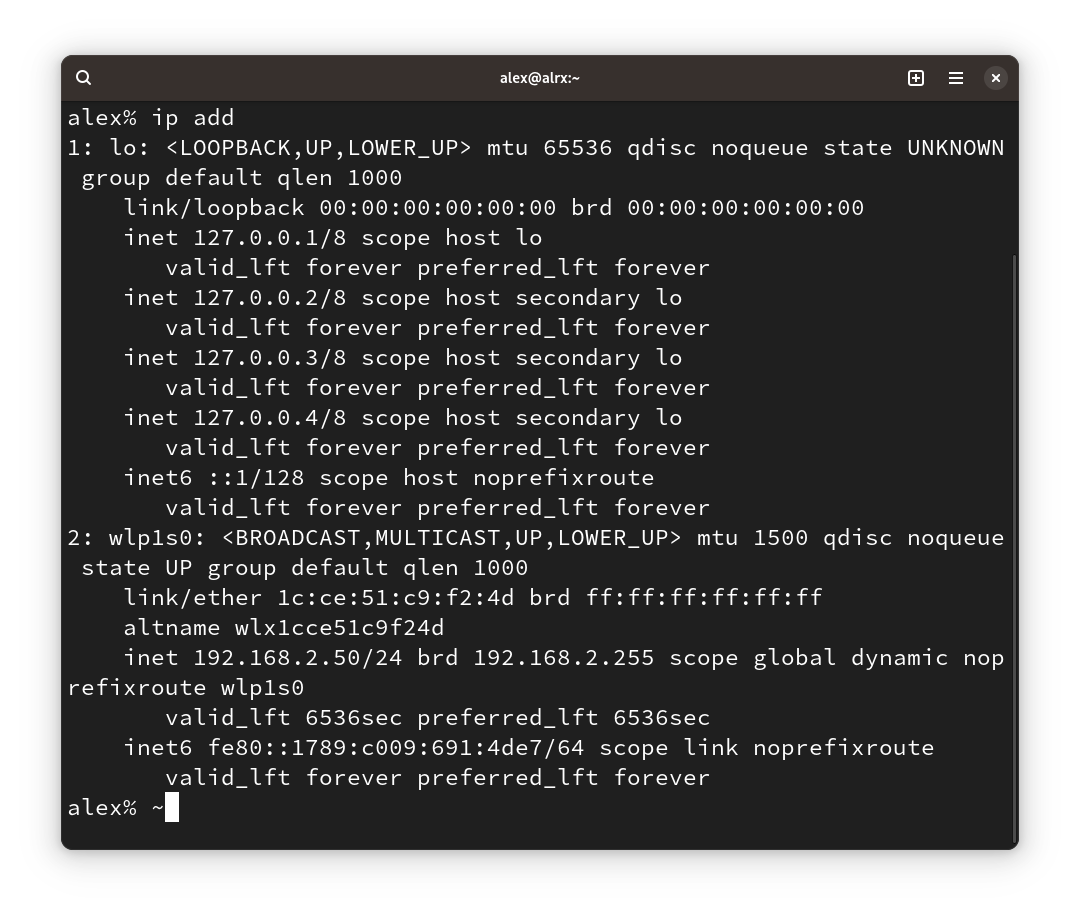 alex@alrx:~
alex% ip add
1: lo: <LOOPBACK,UP,LOWER_UP> mtu 65536 qdisc noqueue state UNKNOWN
 group default qlen 1000
    link/loopback 00:00:00:00:00:00 brd 00:00:00:00:00:00
    inet 127.0.0.1/8 scope host lo
       valid_lft forever preferred_lft forever
    inet 127.0.0.2/8 scope host secondary lo
       valid_lft forever preferred_lft forever
    inet 127.0.0.3/8 scope host secondary lo
       valid_lft forever preferred_lft forever
    inet 127.0.0.4/8 scope host secondary lo
       valid_lft forever preferred_lft forever
    inet6 ::1/128 scope host noprefixroute
       valid_lft forever preferred_lft forever
2: wlp1s0: <BROADCAST,MULTICAST,UP,LOWER_UP> mtu 1500 qdisc noqueue
 state UP group default qlen 1000
    link/ether 1c:ce:51:c9:f2:4d brd ff:ff:ff:ff:ff:ff
    altname wlx1cce51c9f24d
    inet 192.168.2.50/24 brd 192.168.2.255 scope global dynamic nop
refixroute wlp1s0
       valid_lft 6536sec preferred_lft 6536sec
    inet6 fe80::1789:c009:691:4de7/64 scope link noprefixroute
       valid_lft forever preferred_lft forever
alex% ~